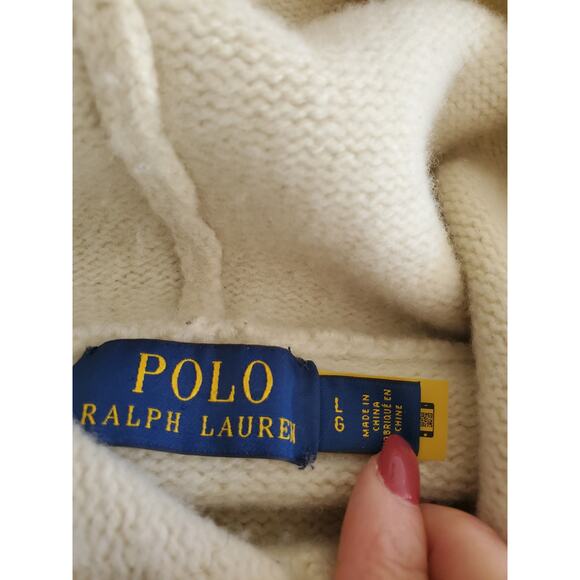 POLO
RALPH LAUREN
L
G
MADE IN
CHINA
FABRIQUÉ EN
CHINE